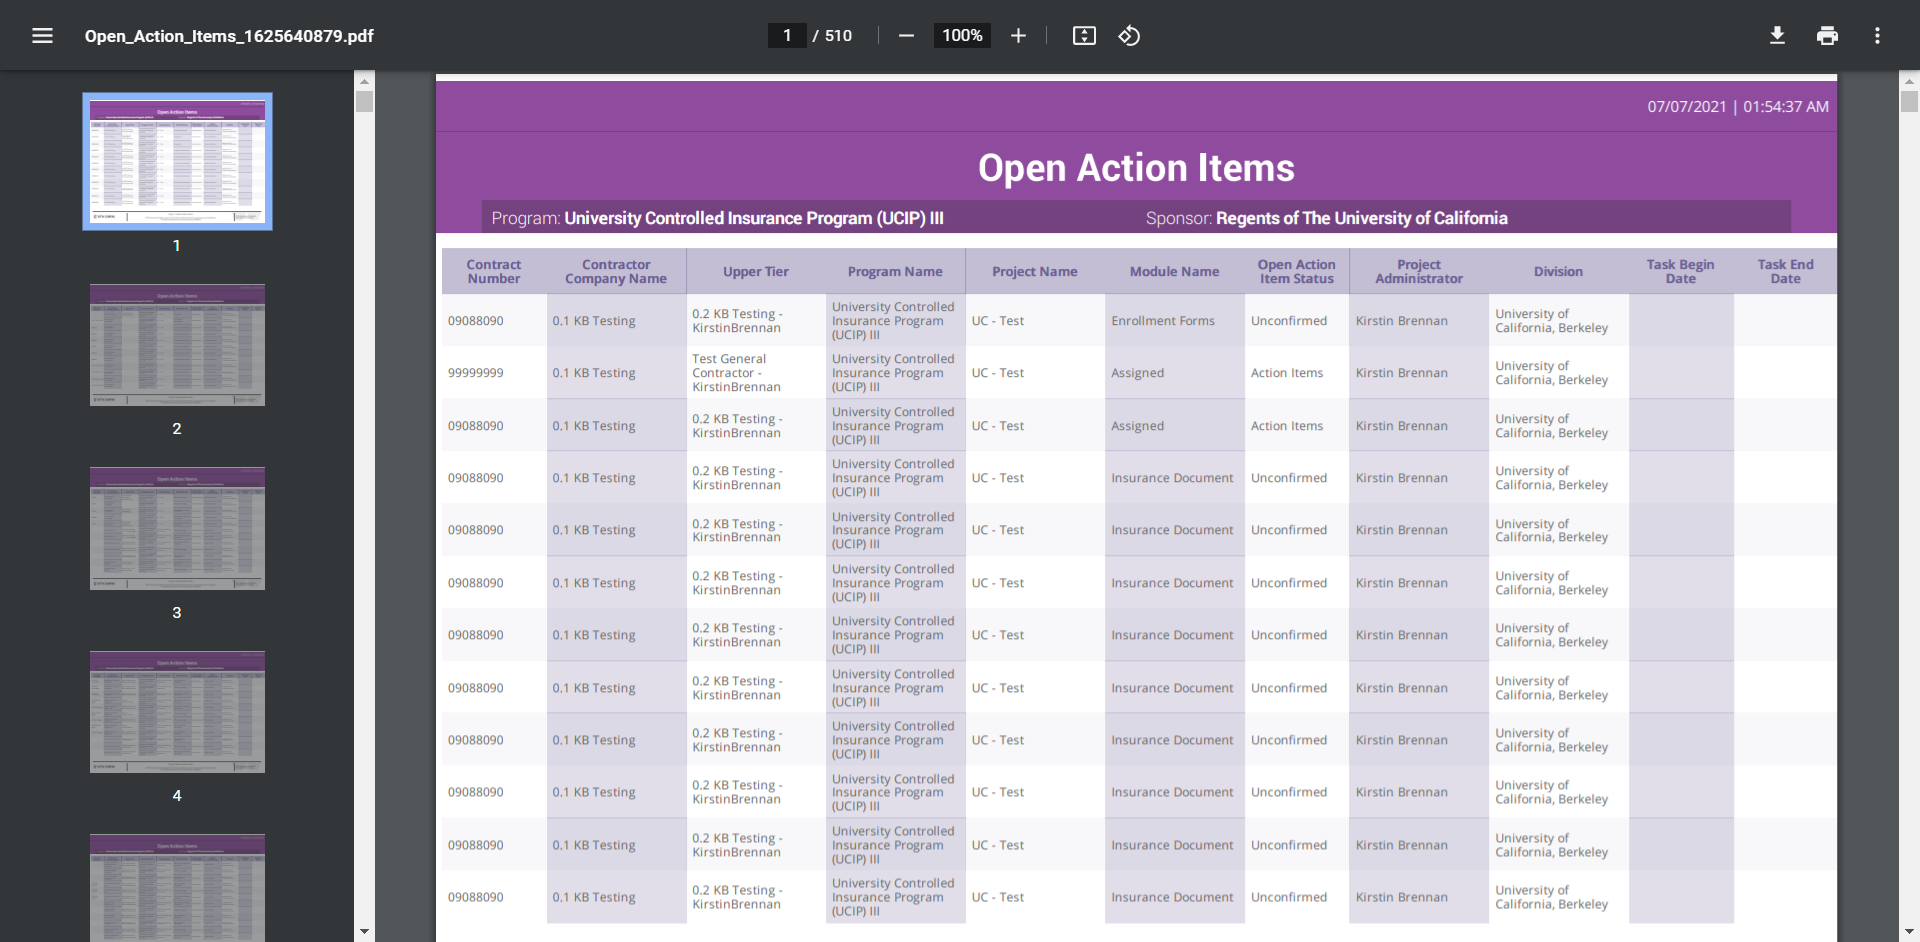 Open_Action_Items_1625640879.pdf
1 / 510
100%
1
2
3
4
07/07/2021 | 01:54:37 AM
Open Action Items
Program: University Controlled Insurance Program (UCIP) III Sponsor: Regents of The University of California
Contract Number Contractor Company Name Upper Tier Program Name Project Name Module Name Open Action Item Status Project Administrator Division Task Begin Date Task End Date
09088090 0.1 KB Testing 0.2 KB Testing - KirstinBrennan University Controlled Insurance Program (UCIP) III UC - Test Enrollment Forms Unconfirmed Kirstin Brennan University of California, Berkeley
99999999 0.1 KB Testing Test General Contractor - KirstinBrennan University Controlled Insurance Program (UCIP) III UC - Test Assigned Action Items Kirstin Brennan University of California, Berkeley
09088090 0.1 KB Testing 0.2 KB Testing - KirstinBrennan University Controlled Insurance Program (UCIP) III UC - Test Assigned Action Items Kirstin Brennan University of California, Berkeley
09088090 0.1 KB Testing 0.2 KB Testing - KirstinBrennan University Controlled Insurance Program (UCIP) III UC - Test Insurance Document Unconfirmed Kirstin Brennan University of California, Berkeley
09088090 0.1 KB Testing 0.2 KB Testing - KirstinBrennan University Controlled Insurance Program (UCIP) III UC - Test Insurance Document Unconfirmed Kirstin Brennan University of California, Berkeley
09088090 0.1 KB Testing 0.2 KB Testing - KirstinBrennan University Controlled Insurance Program (UCIP) III UC - Test Insurance Document Unconfirmed Kirstin Brennan University of California, Berkeley
09088090 0.1 KB Testing 0.2 KB Testing - KirstinBrennan University Controlled Insurance Program (UCIP) III UC - Test Insurance Document Unconfirmed Kirstin Brennan University of California, Berkeley
09088090 0.1 KB Testing 0.2 KB Testing - KirstinBrennan University Controlled Insurance Program (UCIP) III UC - Test Insurance Document Unconfirmed Kirstin Brennan University of California, Berkeley
09088090 0.1 KB Testing 0.2 KB Testing - KirstinBrennan University Controlled Insurance Program (UCIP) III UC - Test Insurance Document Unconfirmed Kirstin Brennan University of California, Berkeley
09088090 0.1 KB Testing 0.2 KB Testing - KirstinBrennan University Controlled Insurance Program (UCIP) III UC - Test Insurance Document Unconfirmed Kirstin Brennan University of California, Berkeley
09088090 0.1 KB Testing 0.2 KB Testing - KirstinBrennan University Controlled Insurance Program (UCIP) III UC - Test Insurance Document Unconfirmed Kirstin Brennan University of California, Berkeley
09088090 0.1 KB Testing 0.2 KB Testing - KirstinBrennan University Controlled Insurance Program (UCIP) III UC - Test Insurance Document Unconfirmed Kirstin Brennan University of California, Berkeley